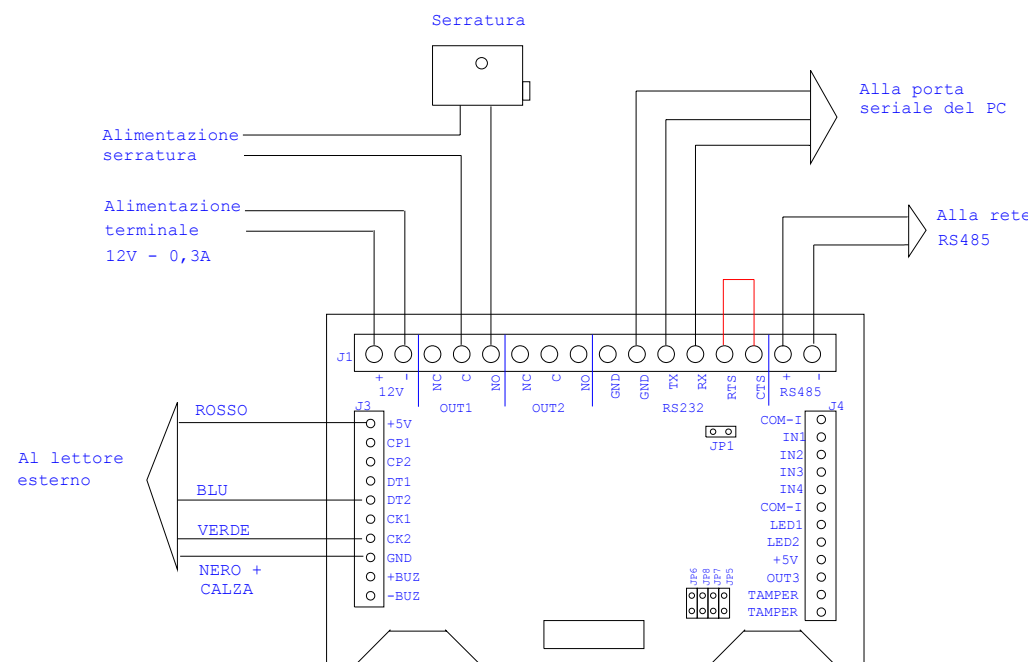 Serratura
Alla porta
seriale del PC
Alimentazione
serratura
Alimentazione
terminale
12V - 0,3A
Alla rete
RS485
J1
+
-
NC
C
NO
NC
C
NO
GND
GND
TX
RX
RTS
CTS
+
-
12V
OUT1
OUT2
RS232
RS485
J3
J4
ROSSO
BLU
VERDE
NERO +
CALZA
Al lettore
esterno
+5V
CP1
CP2
DT1
DT2
CK1
CK2
GND
+BUZ
-BUZ
JP1
COM-I
IN1
IN2
IN3
IN4
COM-I
LED1
LED2
+5V
OUT3
TAMPER
TAMPER
JP6
JP8
JP7
JP5